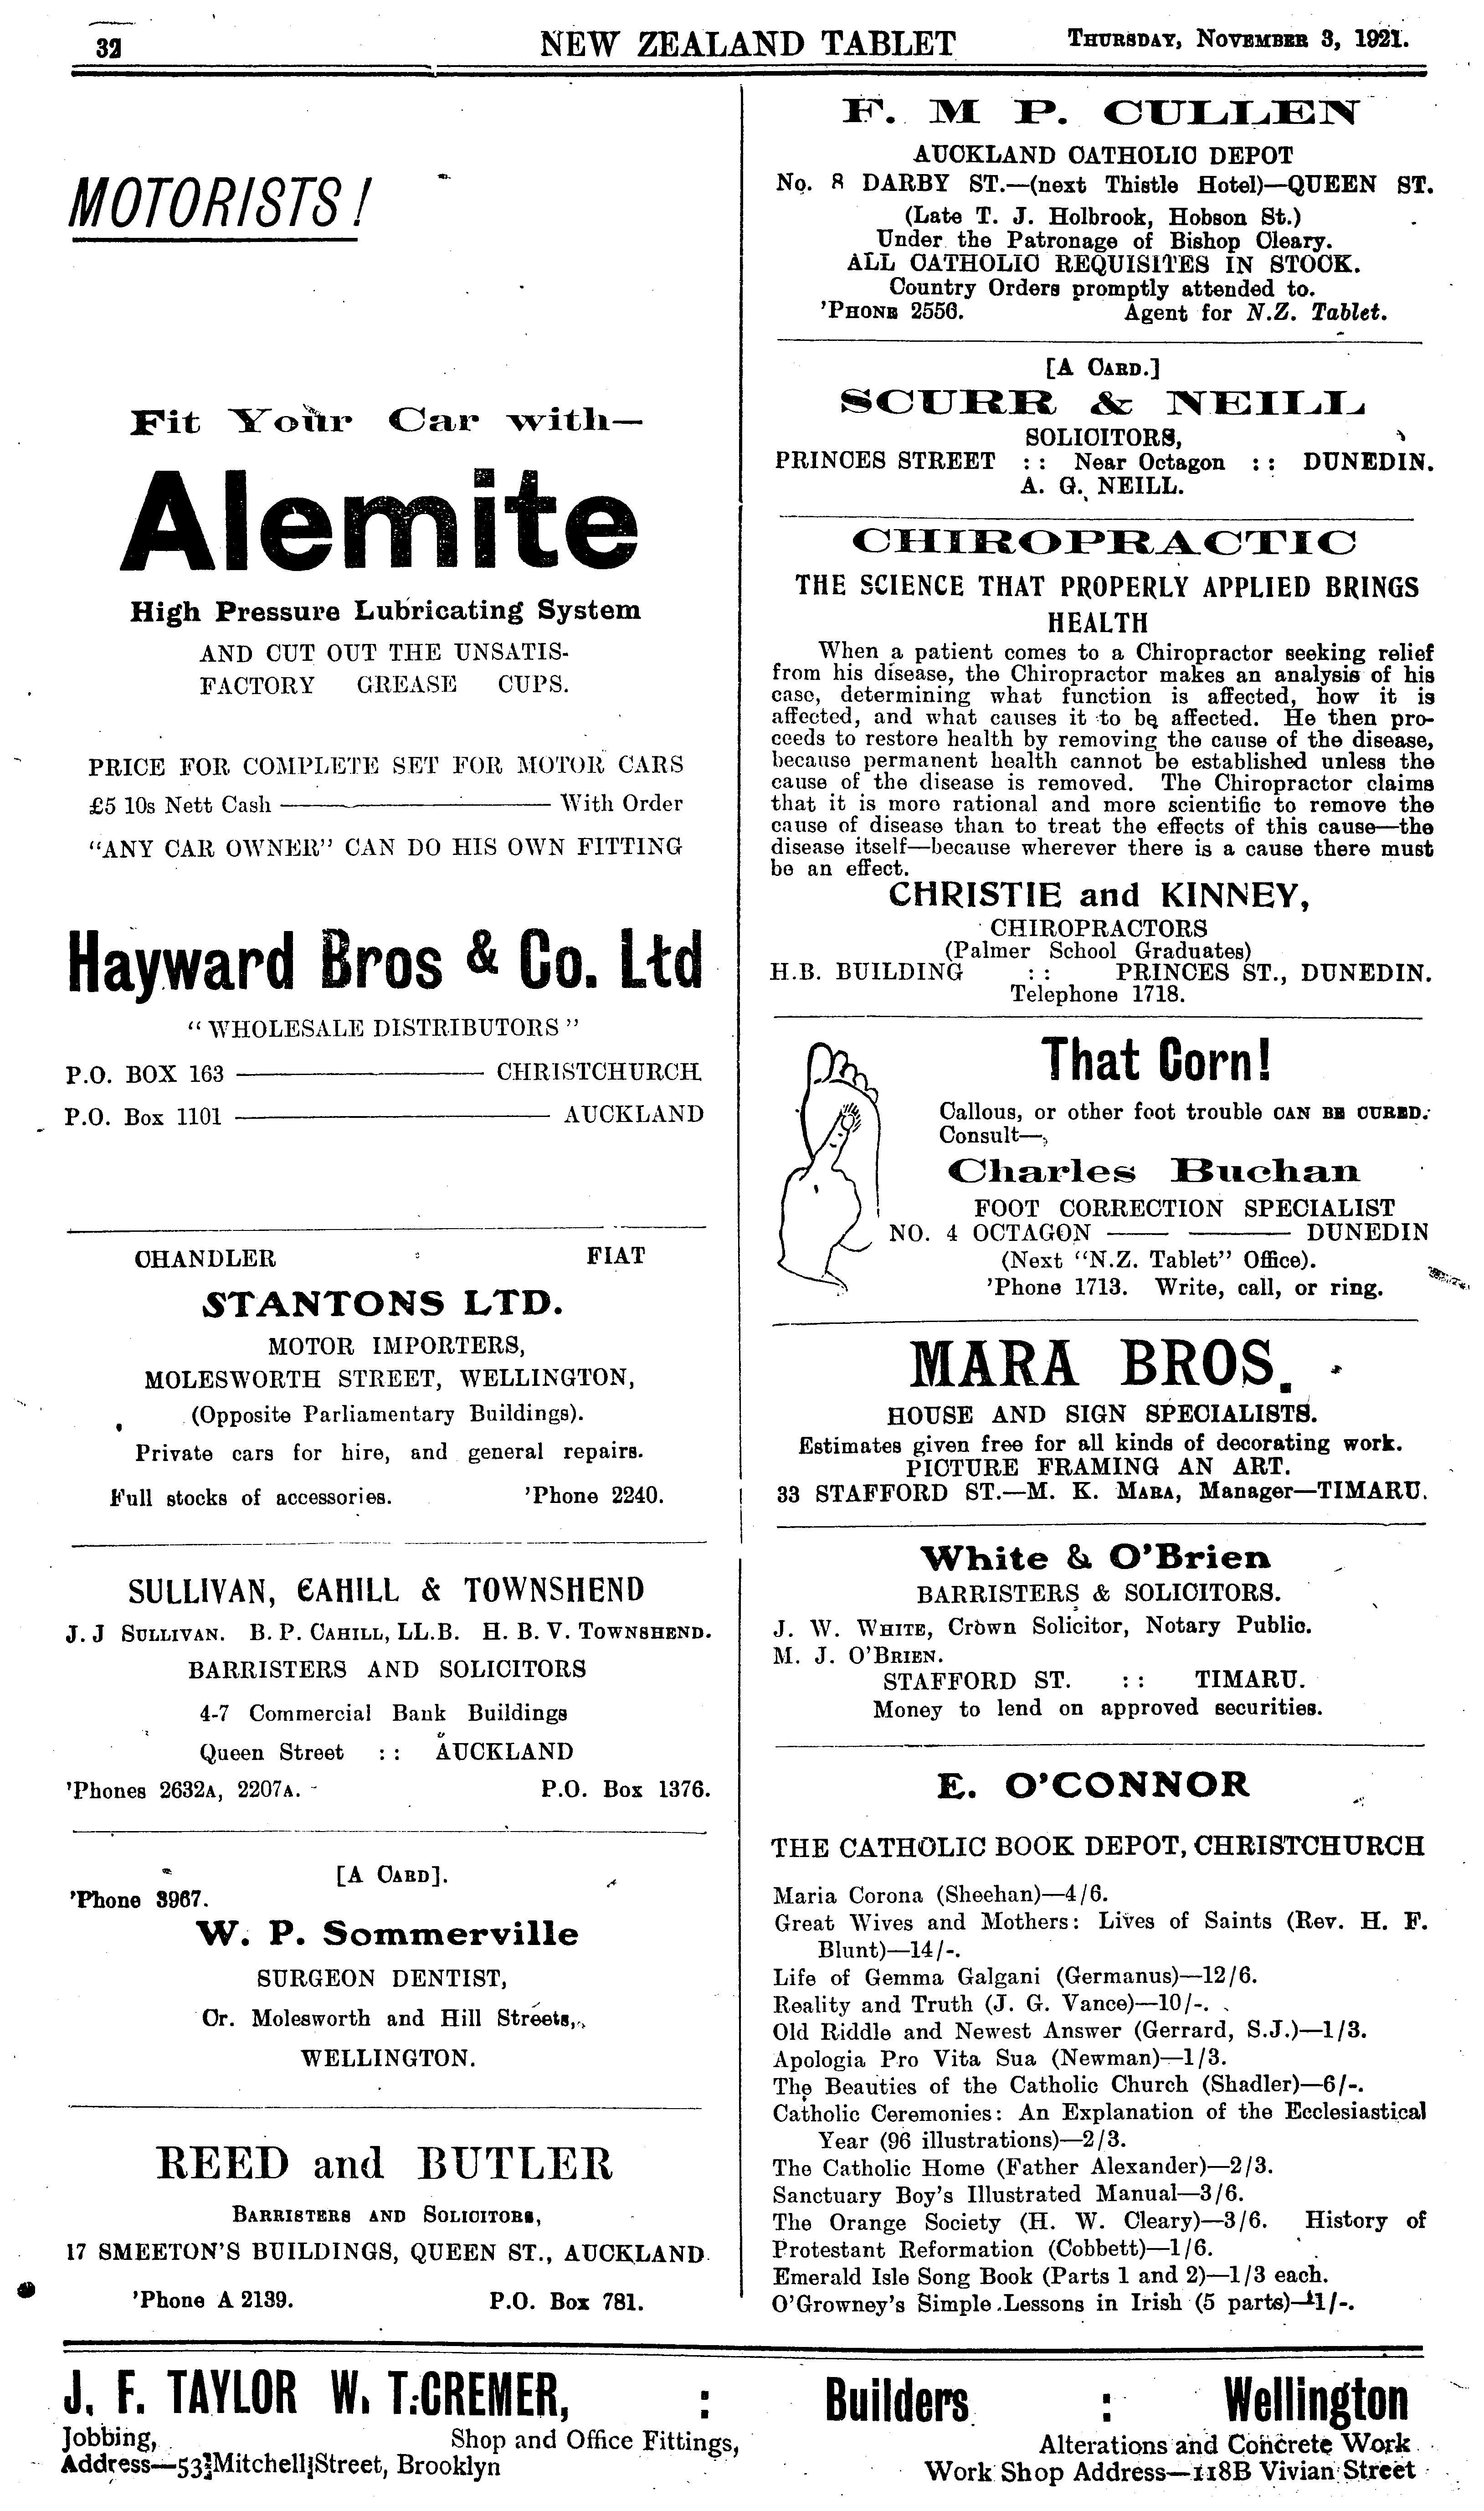 32
NEW ZEALAND TABLET
THURSDAY, NOVEMBER 3, 1921.
MOTORISTS!
Fit Your Car with—
Alemite
High Pressure Lubricating System
AND CUT OUT THE UNSATIS-
FACTORY GREASE CUPS.
PRICE FOR COMPLETE SET FOR MOTOR CARS
£5 10s Nett Cash ——— With Order
"ANY CAR OWNER" CAN DO HIS OWN FITTING
Hayward Bros & Co. Ltd
"WHOLESALE DISTRIBUTORS"
P.O. BOX 163 ——— CHRISTCHURCH
P.O. Box 1101 ——— AUCKLAND
CHANDLER : FIAT
STANTONS LTD.
MOTOR IMPORTERS,
MOLESWORTH STREET, WELLINGTON,
(Opposite Parliamentary Buildings).
Private cars for hire, and general repairs.
Full stocks of accessories. 'Phone 2240.
SULLIVAN, CAHILL & TOWNSHEND
J. J SULLIVAN. B. P. CAHILL, LL.B. H. B. V. TOWNSHEND.
BARRISTERS AND SOLICITORS
4-7 Commercial Bank Buildings
Queen Street :: AUCKLAND
'Phones 2632A, 2207A. P.O. Box 1376.
[A CARD].
'Phone 3967.
W. P. Sommerville
SURGEON DENTIST,
Cr. Molesworth and Hill Streets,
WELLINGTON.
REED and BUTLER
BARRISTERS AND SOLICITORS,
17 SMEETON'S BUILDINGS, QUEEN ST., AUCKLAND
'Phone A 2139. P.O. Box 781.
F. M P. CULLEN
AUCKLAND CATHOLIC DEPOT
No. 8 DARBY ST.—(next Thistle Hotel)—QUEEN ST.
(Late T. J. Holbrook, Hobson St.)
Under the Patronage of Bishop Cleary.
ALL CATHOLIC REQUISITES IN STOCK.
Country Orders promptly attended to.
'PHONE 2556. Agent for N.Z. Tablet.
[A CARD.]
SCURR & NEILL
SOLICITORS,
PRINCES STREET :: Near Octagon :: DUNEDIN.
A. G. NEILL.
CHIROPRACTIC
THE SCIENCE THAT PROPERLY APPLIED BRINGS
HEALTH
When a patient comes to a Chiropractor seeking relief
from his disease, the Chiropractor makes an analysis of his
case, determining what function is affected, how it is
affected, and what causes it to be affected. He then pro-
ceeds to restore health by removing the cause of the disease,
because permanent health cannot be established unless the
cause of the disease is removed. The Chiropractor claims
that it is more rational and more scientific to remove the
cause of disease than to treat the effects of this cause—the
disease itself—because wherever there is a cause there must
be an effect.
CHRISTIE and KINNEY,
CHIROPRACTORS
(Palmer School Graduates)
H.B. BUILDING :: PRINCES ST., DUNEDIN.
Telephone 1718.
That Corn!
Callous, or other foot trouble CAN BE CURED.
Consult—
Charles Buchan
FOOT CORRECTION SPECIALIST
NO. 4 OCTAGON —— —— DUNEDIN
(Next "N.Z. Tablet" Office).
'Phone 1713. Write, call, or ring.
MARA BROS.
HOUSE AND SIGN SPECIALISTS.
Estimates given free for all kinds of decorating work.
PICTURE FRAMING AN ART.
33 STAFFORD ST.—M. K. MARA, Manager—TIMARU.
White & O'Brien
BARRISTERS & SOLICITORS.
J. W. WHITE, Crown Solicitor, Notary Public.
M. J. O'BRIEN.
STAFFORD ST. :: TIMARU.
Money to lend on approved securities.
E. O'CONNOR
THE CATHOLIC BOOK DEPOT, CHRISTCHURCH
Maria Corona (Sheehan)—4/6.
Great Wives and Mothers: Lives of Saints (Rev. H. F.
Blunt)—14/-.
Life of Gemma Galgani (Germanus)—12/6.
Reality and Truth (J. G. Vance)—10/-.
Old Riddle and Newest Answer (Gerrard, S.J.)—1/3.
Apologia Pro Vita Sua (Newman)—1/3.
The Beauties of the Catholic Church (Shadler)—6/-.
Catholic Ceremonies: An Explanation of the Ecclesiastical
Year (96 illustrations)—2/3.
The Catholic Home (Father Alexander)—2/3.
Sanctuary Boy's Illustrated Manual—3/6.
The Orange Society (H. W. Cleary)—3/6. History of
Protestant Reformation (Cobbett)—1/6.
Emerald Isle Song Book (Parts 1 and 2)—1/3 each.
O'Growney's Simple Lessons in Irish (5 parts)—1/-.
J. F. TAYLOR W. T. CREMER, : Builders : Wellington
Jobbing, Shop and Office Fittings, Alterations and Concrete Work
Address—53 Mitchell Street, Brooklyn Work Shop Address—118B Vivian Street